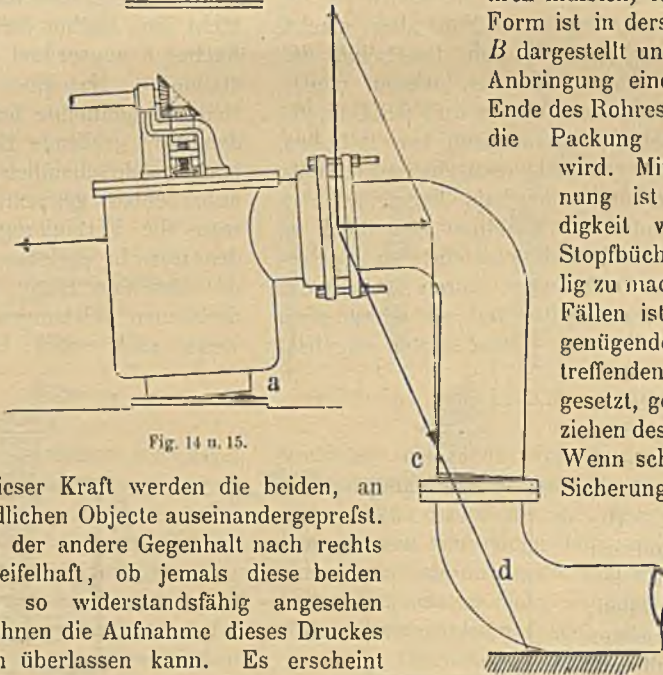 Form ist in ders
B dargestellt un
Anbringung eine
Ende des Rohres
die Packung
wird. Mi
nung ist
digkeit w
Stopfbüch
lig zu mac
Fällen ist
genügende
treffenden
gesetzt, ge
ziehen des
Wenn sch
Sicherung
a
c
d
Fig. 14 u. 15.
ieser Kraft werden die beiden, an
dlichen Objecte auseinandergepreſst.
der andere Gegenhalt nach rechts
eifelhaft, ob jemals diese beiden
so widerstandsfähig angesehen
hnen die Aufnahme dieses Druckes
n überlassen kann. Es erscheint